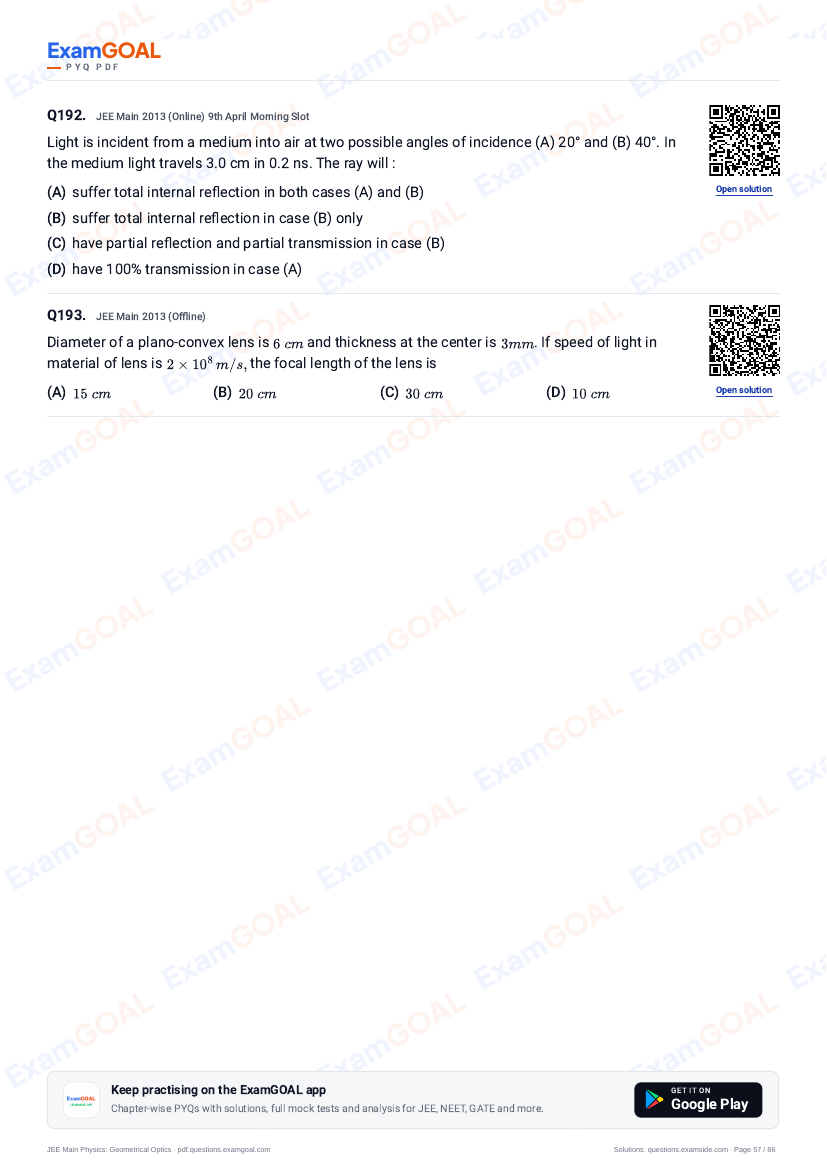 ExamGOAL
PYQ PDF
Q192. JEE Main 2013 (Online) 9th April Morning Slot
Light is incident from a medium into air at two possible angles of incidence (A) 20° and (B) 40°. In
the medium light travels 3.0 cm in 0.2 ns. The ray will :
(A) suffer total internal reflection in both cases (A) and (B)
(B) suffer total internal reflection in case (B) only
(C) have partial reflection and partial transmission in case (B)
(D) have 100% transmission in case (A)
Open solution
Q193. JEE Main 2013 (Offline)
Diameter of a plano-convex lens is 6 cm and thickness at the center is 3mm. If speed of light in
material of lens is 2 × 10⁸ m/s, the focal length of the lens is
(A) 15 cm (B) 20 cm (C) 30 cm (D) 10 cm
Open solution
ExamGOAL
Keep practising on the ExamGOAL app
Chapter-wise PYQs with solutions, full mock tests and analysis for JEE, NEET, GATE and more.
GET IT ON
Google Play
JEE Main Physics: Geometrical Optics · pdf.questions.examgoal.com
Solutions: questions.examside.com · Page 57 / 86